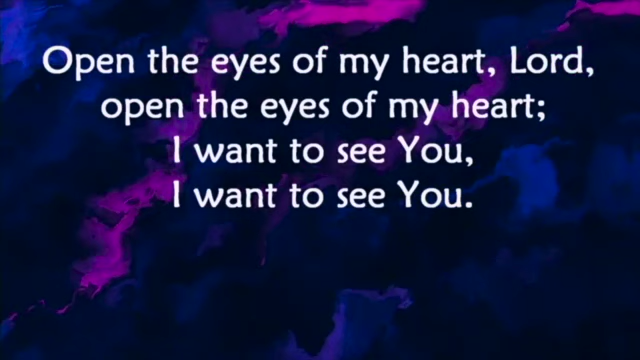 Open the eyes of my heart, Lord,
open the eyes of my heart;
I want to see You,
I want to see You.